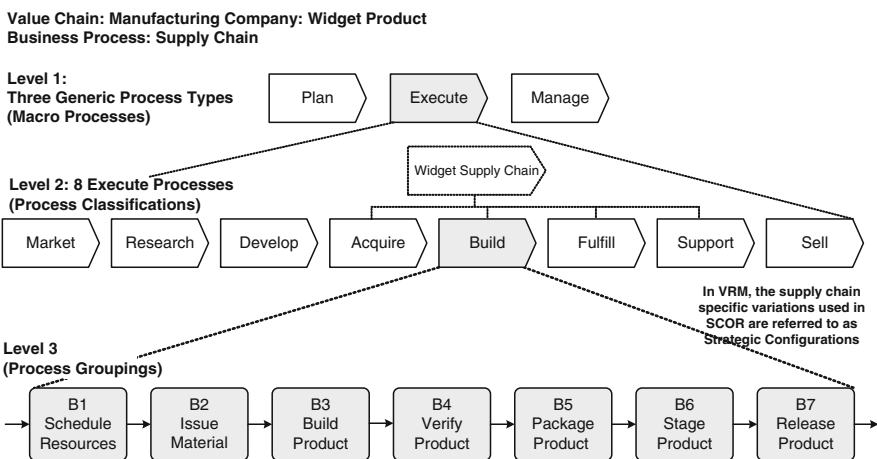 Value Chain: Manufacturing Company: Widget Product
Business Process: Supply Chain
Level 1:
Three Generic Process Types
(Macro Processes)
Plan
Execute
Manage
Widget Supply Chain
Level 2: 8 Execute Processes
(Process Classifications)
Market
Research
Develop
Acquire
Build
Fulfill
Support
Sell
In VRM, the supply chain
specific variations used in
SCOR are referred to as
Strategic Configurations
Level 3
(Process Groupings)
B1
Schedule
Resources
B2
Issue
Material
B3
Build
Product
B4
Verify
Product
B5
Package
Product
B6
Stage
Product
B7
Release
Product